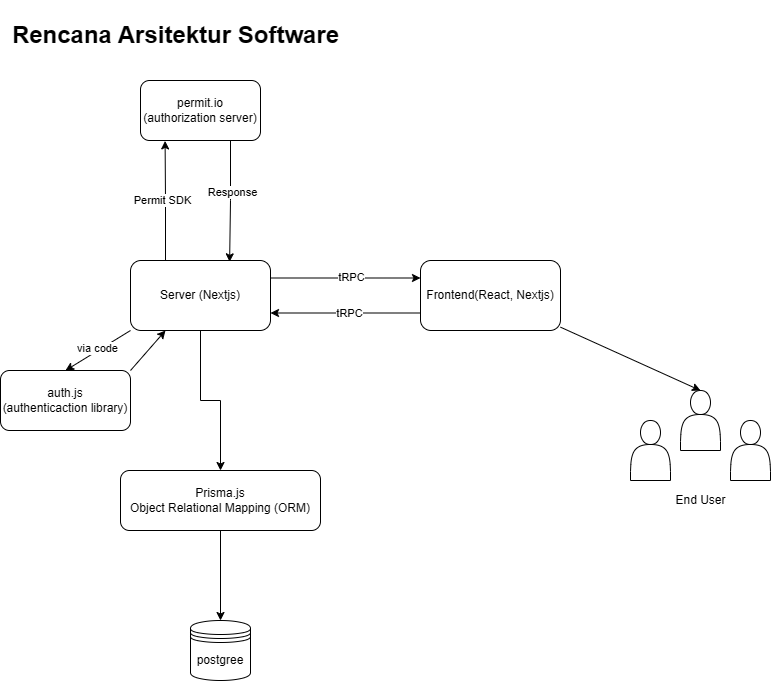 Rencana Arsitektur Software
permit.io
(authorization server)
Permit SDK
Response
Server (Nextjs)
tRPC
tRPC
Frontend(React, Nextjs)
via code
auth.js
(authenticaction library)
Prisma.js
Object Relational Mapping (ORM)
End User
postgree